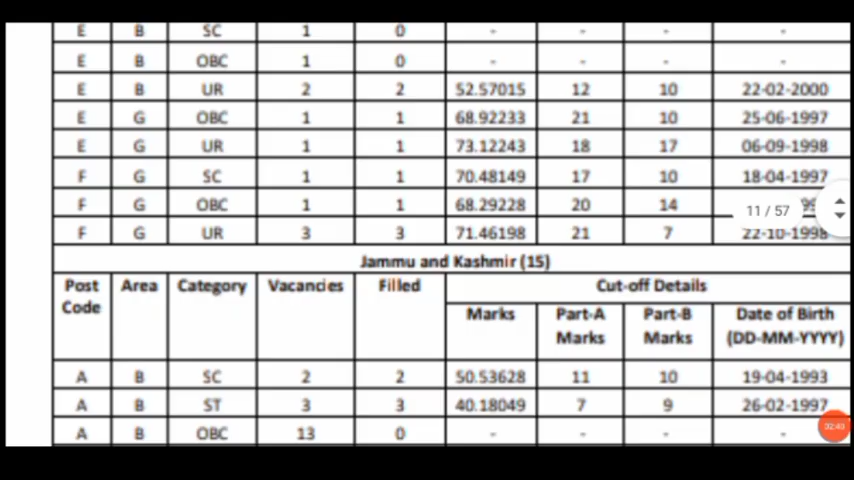 E B SC 1 0 - - - -
E B OBC 1 0 - - - -
E B UR 2 2 52.57015 12 10 22-02-2000
E G OBC 1 1 68.92233 21 10 25-06-1997
E G UR 1 1 73.12243 18 17 06-09-1998
F G SC 1 1 70.48149 17 10 18-04-1997
F G OBC 1 1 68.29228 20 14
11 / 57
F G UR 3 3 71.46198 21 7 22-10-1998
Jammu and Kashmir (15)
Post Code Area Category Vacancies Filled Cut-off Details
Marks Part-A Marks Part-B Marks Date of Birth (DD-MM-YYYY)
A B SC 2 2 50.53628 11 10 19-04-1993
A B ST 3 3 40.18049 7 9 26-02-1997
02:40
A B OBC 13 0 - - - -